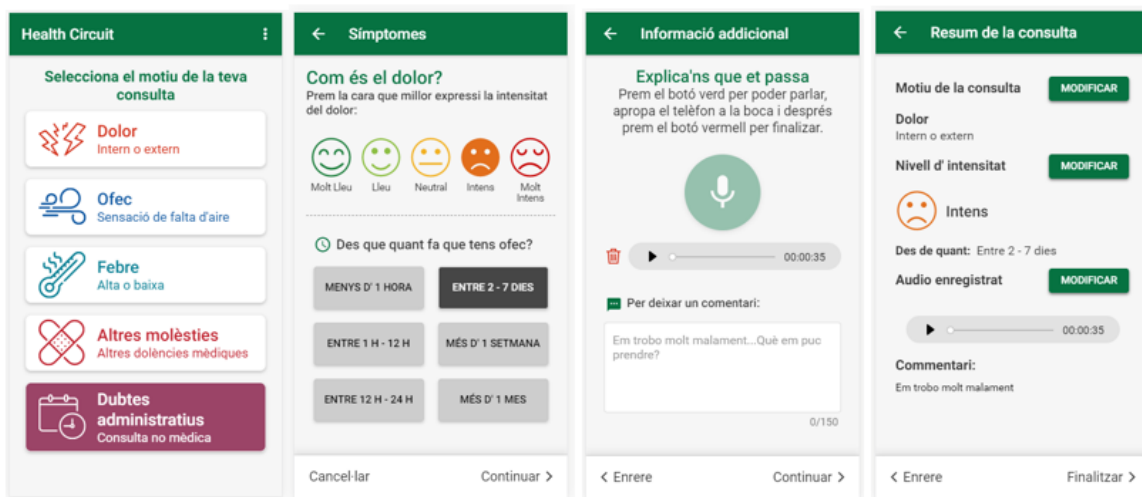 Health Circuit
Selecciona el motiu de la teva
consulta
Dolor
Intern o extern
Ofec
Sensació de falta d'aire
Febre
Alta o baixa
Altres molèsties
Altres dolències mèdiques
Dubtes
administratius
Consulta no mèdica
Símptomes
Com és el dolor?
Prem la cara que millor expressi la intensitat
del dolor:
Molt Lleu
Lleu
Neutral
Intens
Molt
Intens
Des que quant fa que tens ofec?
MENYS D' 1 HORA
ENTRE 2 - 7 DIES
ENTRE 1 H - 12 H
MÉS D' 1 SETMANA
ENTRE 12 H - 24 H
MÉS D' 1 MES
Cancel·lar
Continuar >
Informació addicional
Explica'ns que et passa
Prem el botó verd per poder parlar,
apropa el telèfon a la boca i després
prem el botó vermell per finalizar.
00:00:35
Per deixar un comentari:
Em trobo molt malament...Què em puc
prendre?
0/150
< Enrere
Continuar >
Resum de la consulta
Motiu de la consulta
MODIFICAR
Dolor
Intern o extern
Nivell d' intensitat
MODIFICAR
Intens
Des de quant: Entre 2 - 7 dies
Audio enregistrat
MODIFICAR
00:00:35
Commentari:
Em trobo molt malament
< Enrere
Finalitzar >